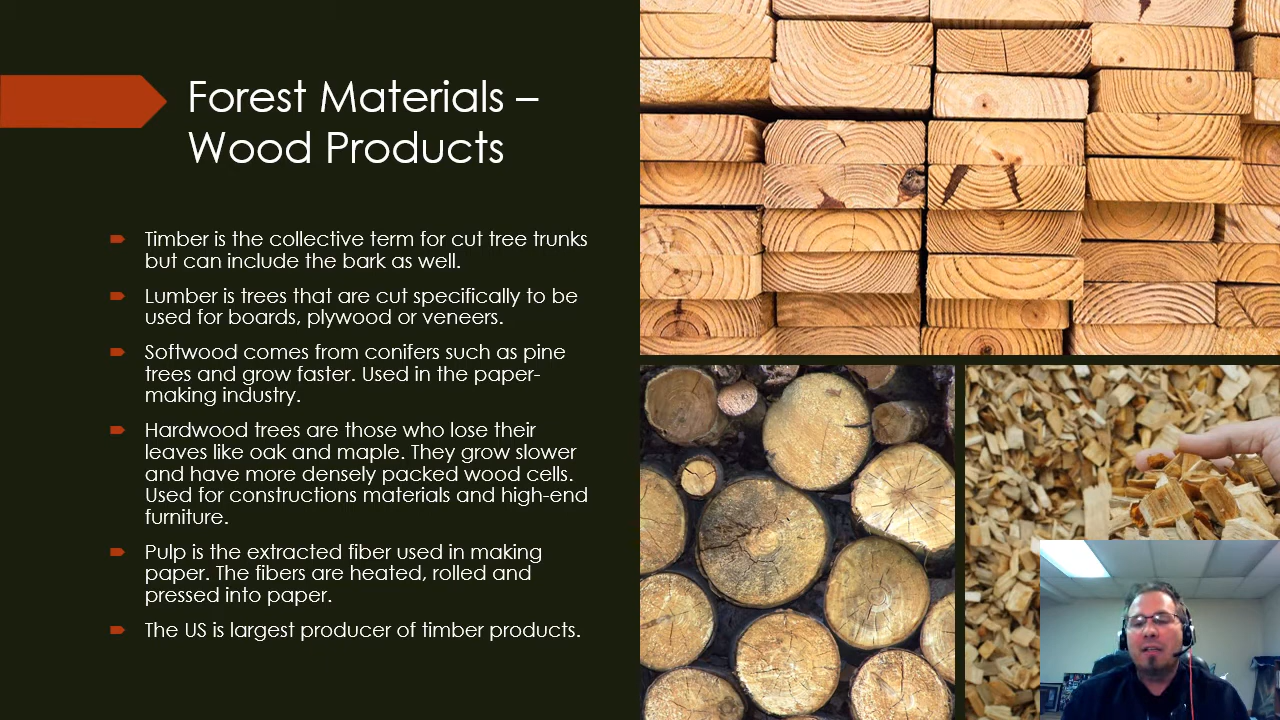 Forest Materials –
Wood Products
Timber is the collective term for cut tree trunks
but can include the bark as well.
Lumber is trees that are cut specifically to be
used for boards, plywood or veneers.
Softwood comes from conifers such as pine
trees and grow faster. Used in the paper-
making industry.
Hardwood trees are those who lose their
leaves like oak and maple. They grow slower
and have more densely packed wood cells.
Used for constructions materials and high-end
furniture.
Pulp is the extracted fiber used in making
paper. The fibers are heated, rolled and
pressed into paper.
The US is largest producer of timber products.